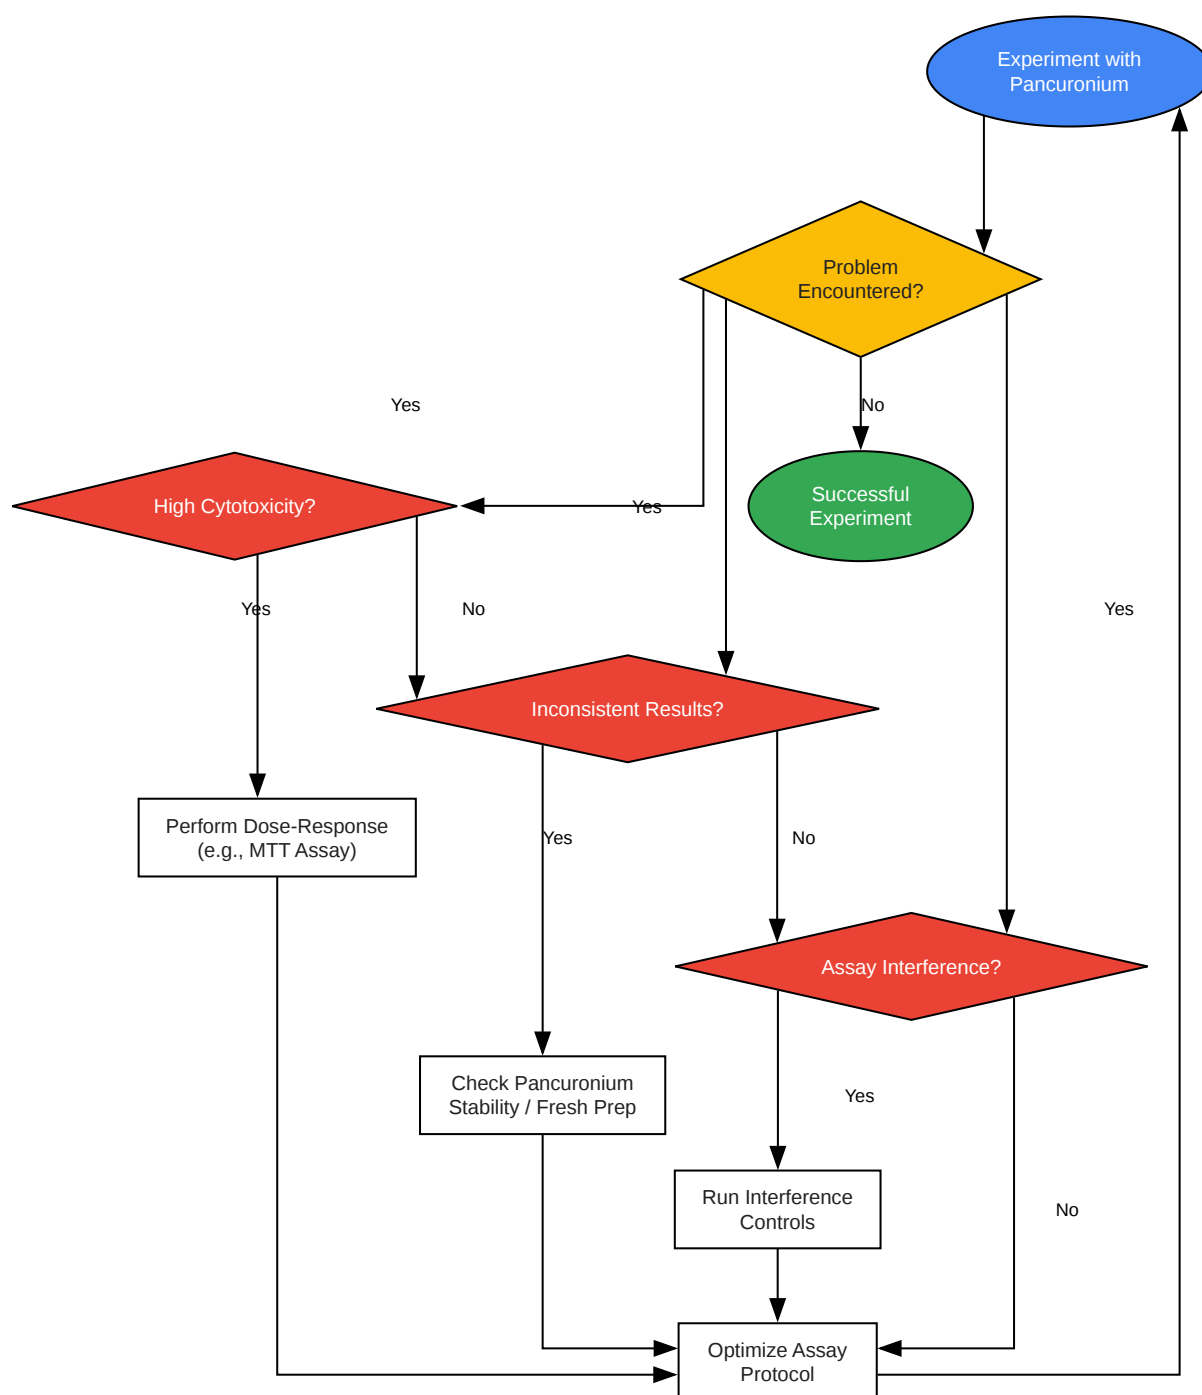 Experiment with
Pancuronium
Problem
Encountered?
Yes
No
High Cytotoxicity?
Yes
Successful
Experiment
Yes
No
Yes
Inconsistent Results?
Perform Dose-Response
(e.g., MTT Assay)
Yes
No
Assay Interference?
Check Pancuronium
Stability / Fresh Prep
Yes
Run Interference
Controls
No
Optimize Assay
Protocol